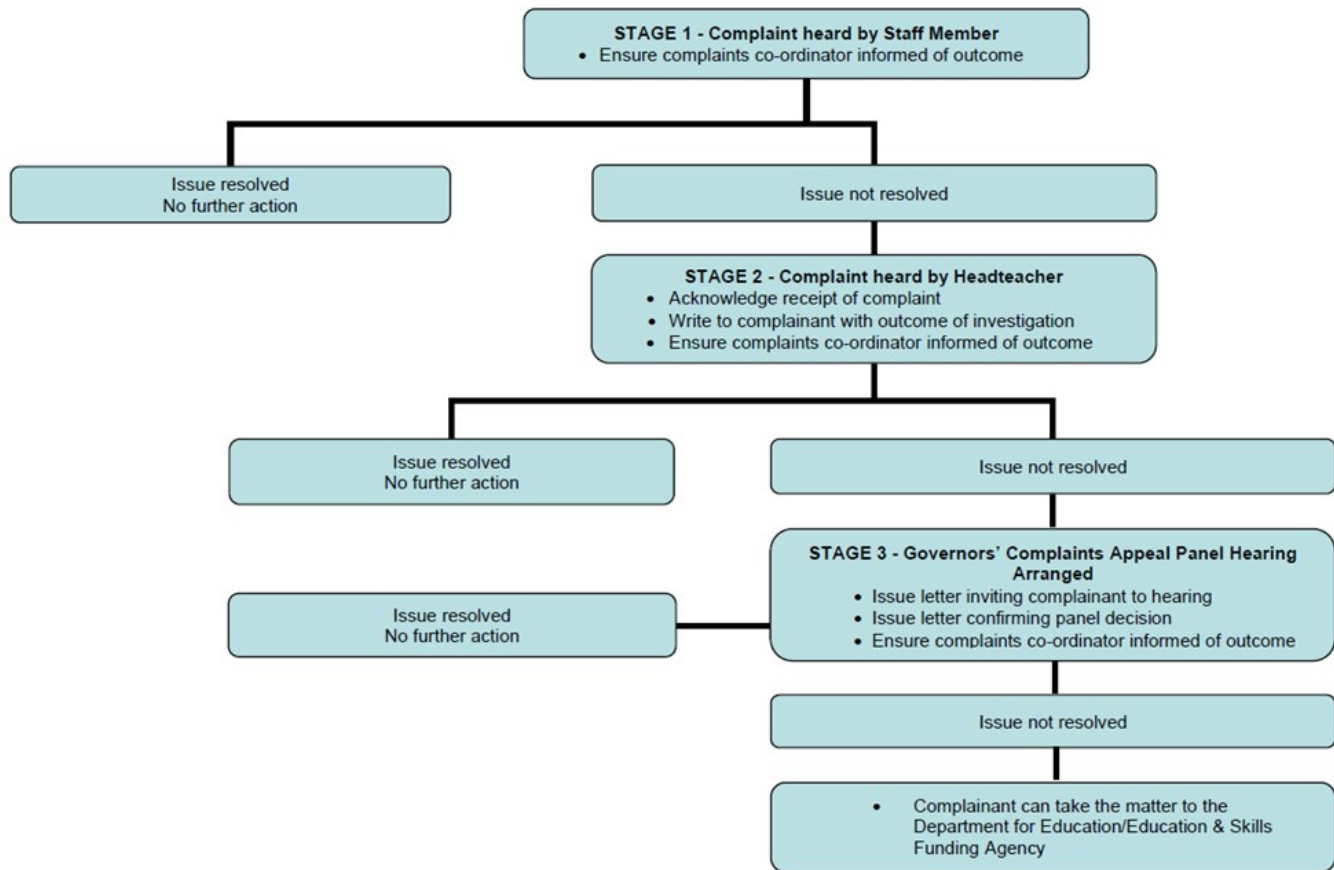 STAGE 1 - Complaint heard by Staff Member
• Ensure complaints co-ordinator informed of outcome
Issue resolved
No further action
Issue not resolved
STAGE 2 - Complaint heard by Headteacher
• Acknowledge receipt of complaint
• Write to complainant with outcome of investigation
• Ensure complaints co-ordinator informed of outcome
Issue resolved
No further action
Issue not resolved
STAGE 3 - Governors’ Complaints Appeal Panel Hearing
Arranged
• Issue letter inviting complainant to hearing
• Issue letter confirming panel decision
• Ensure complaints co-ordinator informed of outcome
Issue resolved
No further action
Issue not resolved
• Complainant can take the matter to the
Department for Education/Education & Skills
Funding Agency